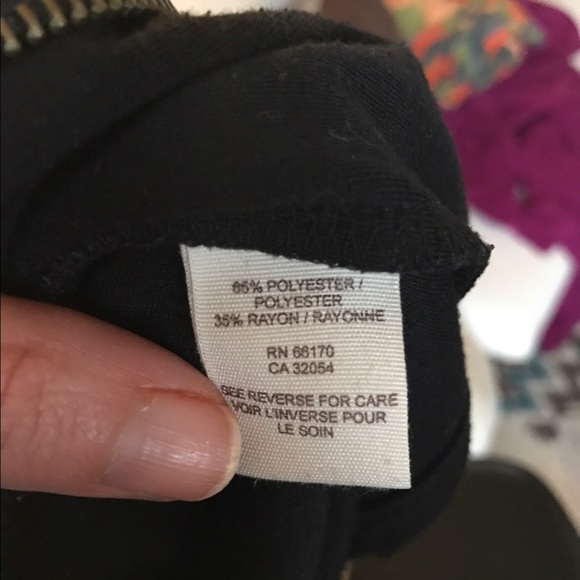 65% POLYESTER /
POLYESTER
35% RAYON / RAYONNE
RN 66170
CA 32054
SEE REVERSE FOR CARE
VOIR L'INVERSE POUR
LE SOIN